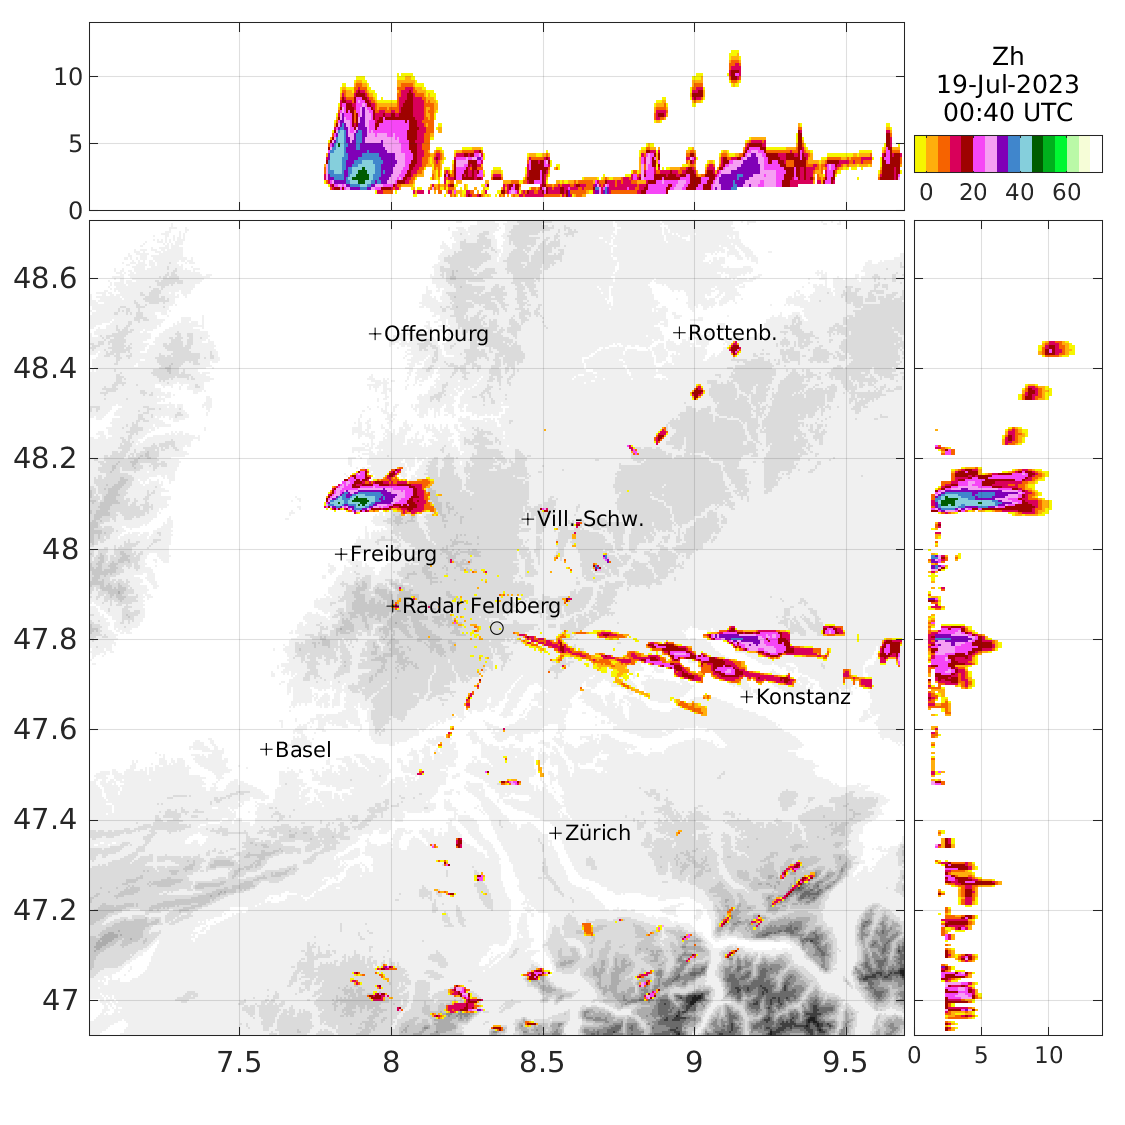 10
5
0
Zh
19-Jul-2023
00:40 UTC
0 20 40 60
48.6
48.4
48.2
48
47.8
47.6
47.4
47.2
47
+Offenburg
+Rottenb.
+Vill.-Schw.
+Freiburg
+Radar Feldberg
+Konstanz
+Basel
+Zürich
7.5 8 8.5 9 9.5
0 5 10